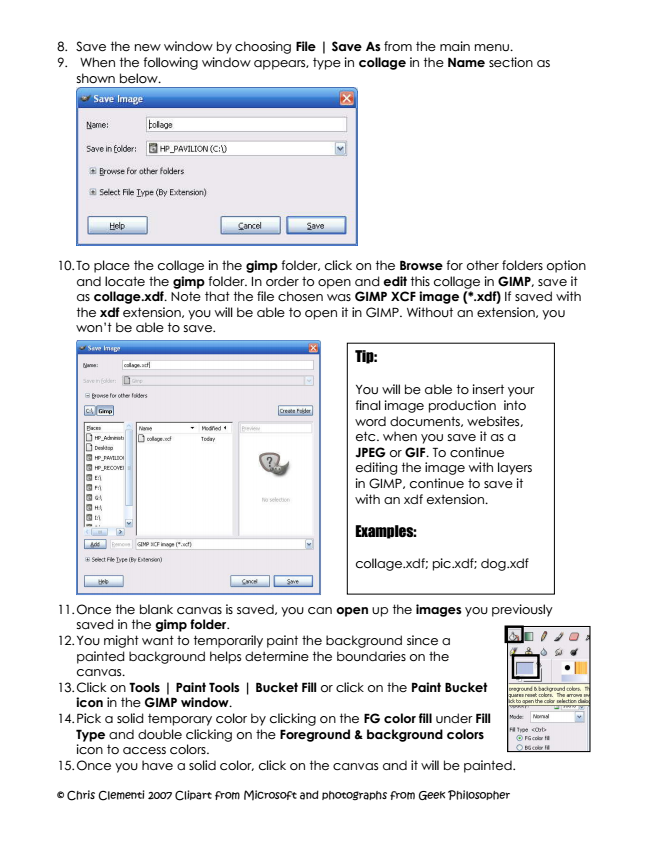 8. Save the new window by choosing File | Save As from the main menu.
9. When the following window appears, type in collage in the Name section as
shown below.
Save Image
Name: collage
Save in folder: HP_PAVILION (C:\)
Browse for other folders
Select File Type (By Extension)
Help Cancel Save
10. To place the collage in the gimp folder, click on the Browse for other folders option
and locate the gimp folder. In order to open and edit this collage in GIMP, save it
as collage.xdf. Note that the file chosen was GIMP XCF image (*.xdf) If saved with
the xdf extension, you will be able to open it in GIMP. Without an extension, you
won't be able to save.
Save Image
Name: collage.xcf
Save in folder: Gimp
Browse for other folders
C:\ Gimp Create Folder
Places Name Modified Preview
HP_Administ collage.xcf Today
Desktop
HP_PAVILIO
HP_RECOVE
E:\
F:\
G:\
H:\
I:\
No selection
Add Remove GIMP XCF image (*.xcf)
Select File Type (By Extension)
Help Cancel Save
Tip:
You will be able to insert your
final image production into
word documents, websites,
etc. when you save it as a
JPEG or GIF. To continue
editing the image with layers
in GIMP, continue to save it
with an xdf extension.
Examples:
collage.xdf; pic.xdf; dog.xdf
11. Once the blank canvas is saved, you can open up the images you previously
saved in the gimp folder.
12. You might want to temporarily paint the background since a
painted background helps determine the boundaries on the
canvas.
13. Click on Tools | Paint Tools | Bucket Fill or click on the Paint Bucket
icon in the GIMP window.
14. Pick a solid temporary color by clicking on the FG color fill under Fill
Type and double clicking on the Foreground & background colors
icon to access colors.
oreground & background colors. Th
quares reset colors. The arrows sw
lick to open the color selection dialog
Mode: Normal
Fill Type <Ctrl>
FG color fill
BG color fill
15. Once you have a solid color, click on the canvas and it will be painted.
© Chris Clementi 2007 Clipart from Microsoft and photographs from Geek Philosopher